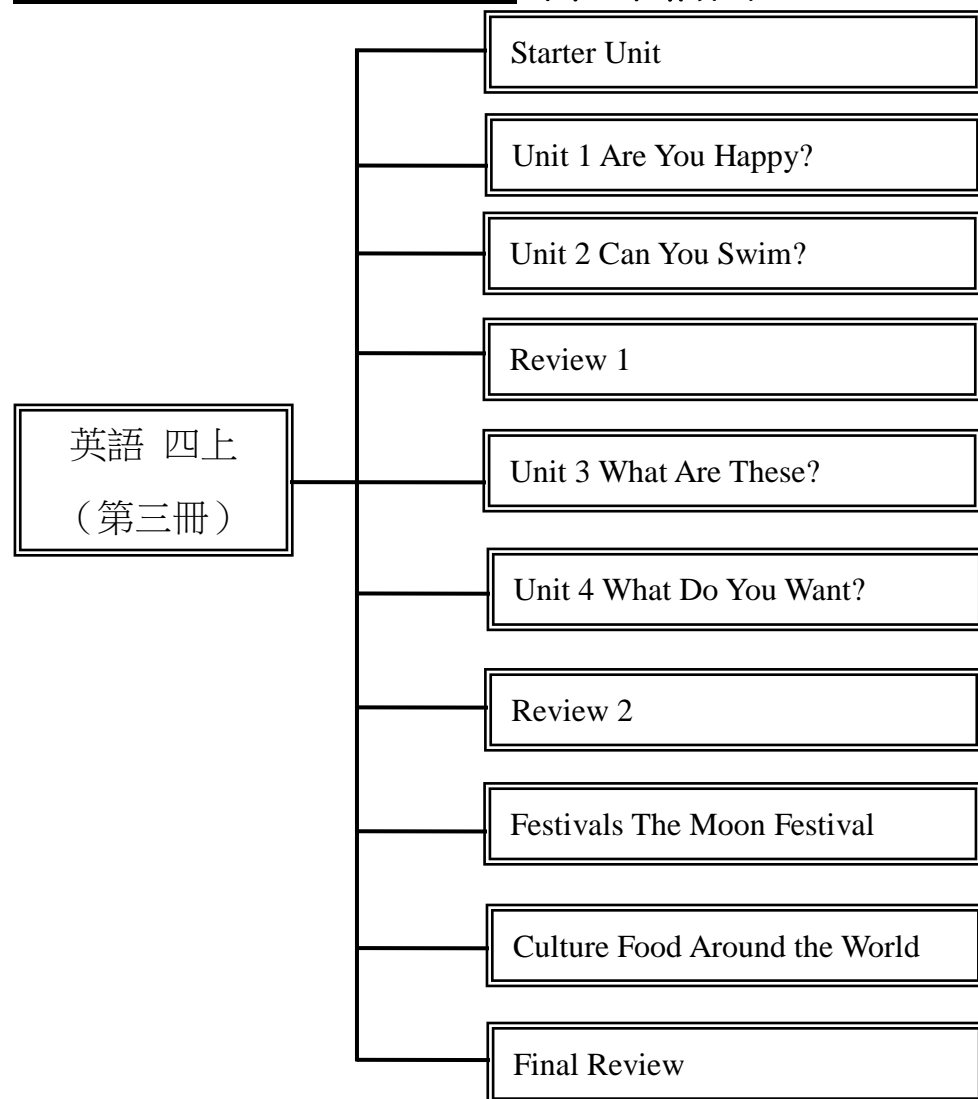 Starter Unit
Unit 1 Are You Happy?
Unit 2 Can You Swim?
Review 1
英語 四上
（第三冊）
Unit 3 What Are These?
Unit 4 What Do You Want?
Review 2
Festivals The Moon Festival
Culture Food Around the World
Final Review